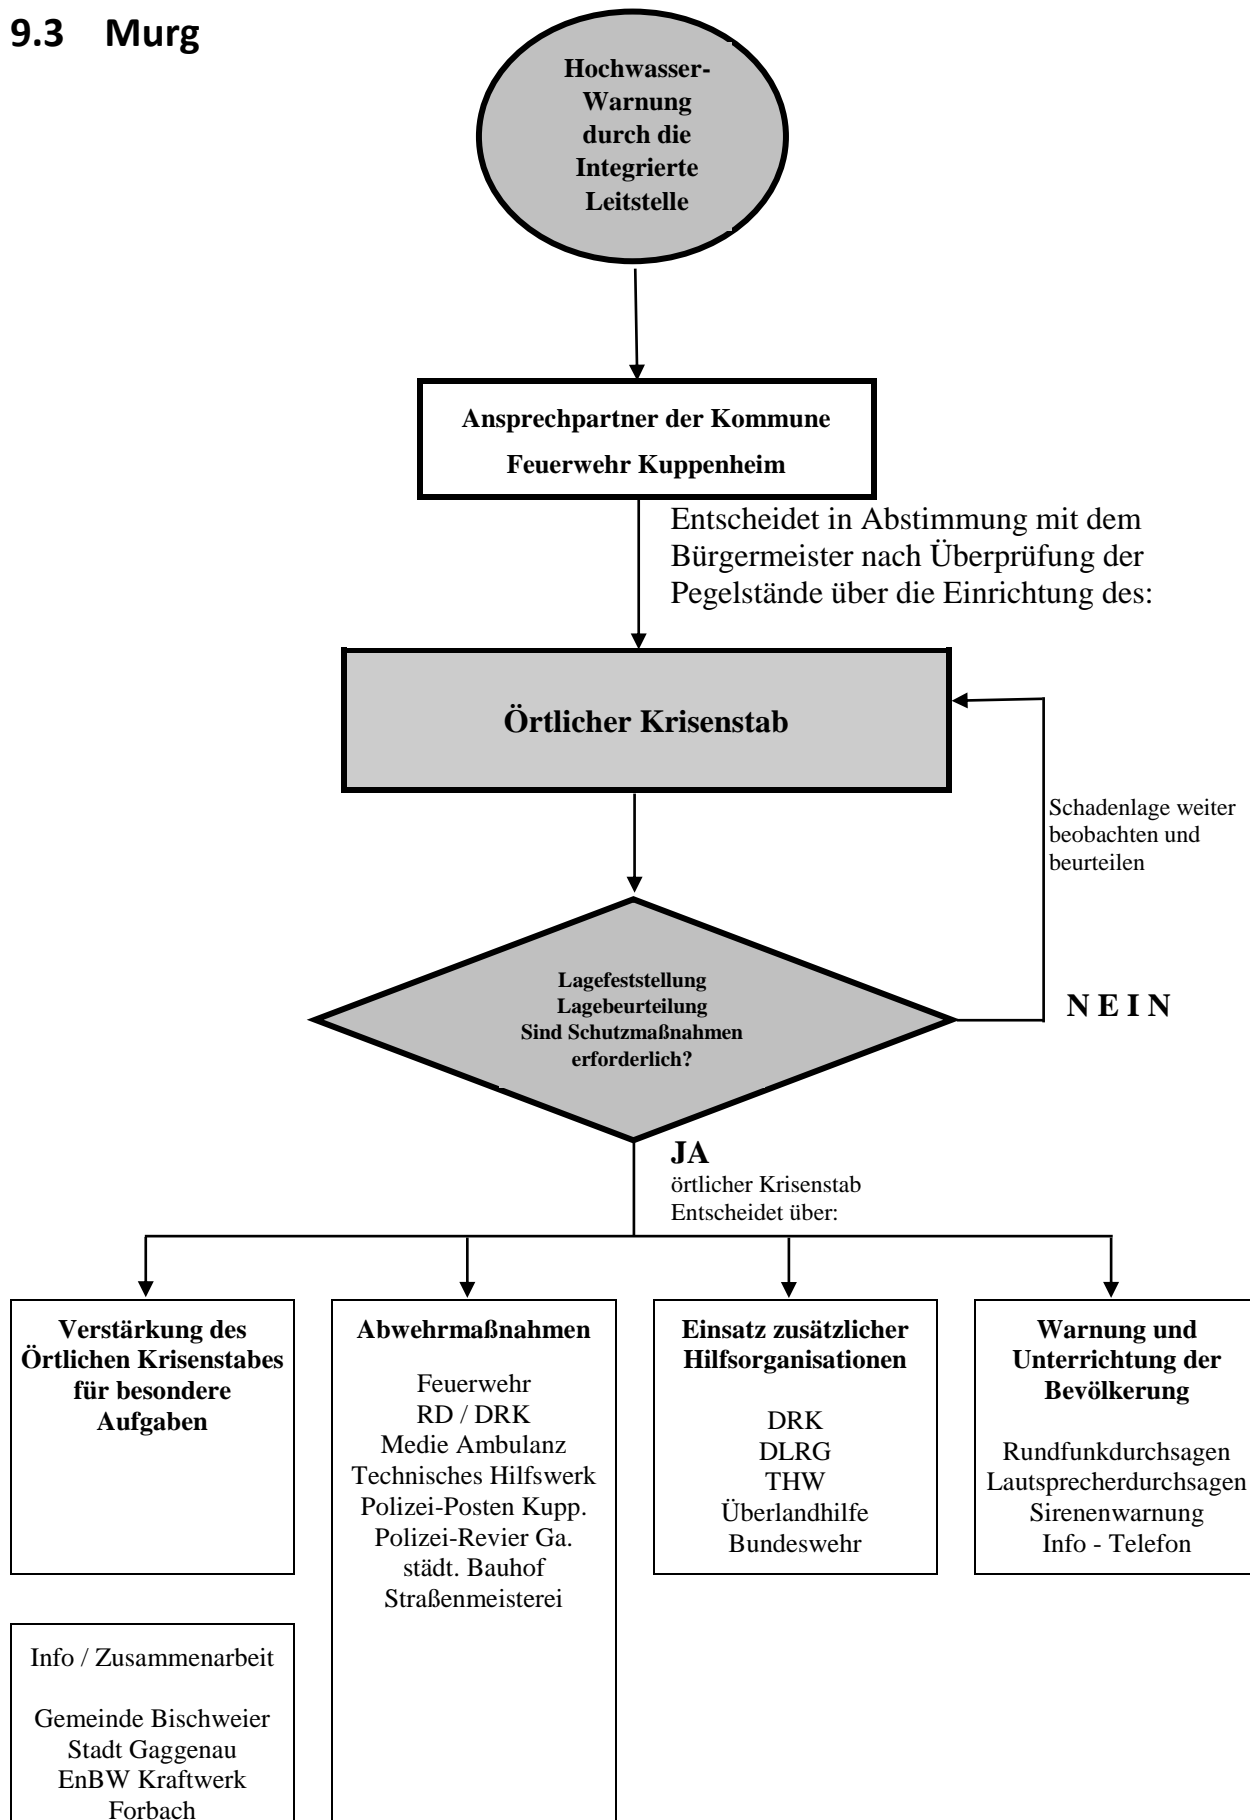 9.3 Murg
Hochwasser-
Warnung
durch die
Integrierte
Leitstelle
Ansprechpartner der Kommune
Feuerwehr Kuppenheim
Entscheidet in Abstimmung mit dem
Bürgermeister nach Überprüfung der
Pegelstände über die Einrichtung des:
Örtlicher Krisenstab
Schadenlage weiter
beobachten und
beurteilen
Lagefeststellung
Lagebeurteilung
Sind Schutzmaßnahmen
erforderlich?
N E I N
JA
örtlicher Krisenstab
Entscheidet über:
Verstärkung des
Örtlichen Krisenstabes
für besondere
Aufgaben
Abwehrmaßnahmen
Feuerwehr
RD / DRK
Medie Ambulanz
Technisches Hilfswerk
Polizei-Posten Kupp.
Polizei-Revier Ga.
städt. Bauhof
Straßenmeisterei
Einsatz zusätzlicher
Hilfsorganisationen
DRK
DLRG
THW
Überlandhilfe
Bundeswehr
Warnung und
Unterrichtung der
Bevölkerung
Rundfunkdurchsagen
Lautsprecherdurchsagen
Sirenenwarnung
Info - Telefon
Info / Zusammenarbeit
Gemeinde Bischweier
Stadt Gaggenau
EnBW Kraftwerk
Forbach